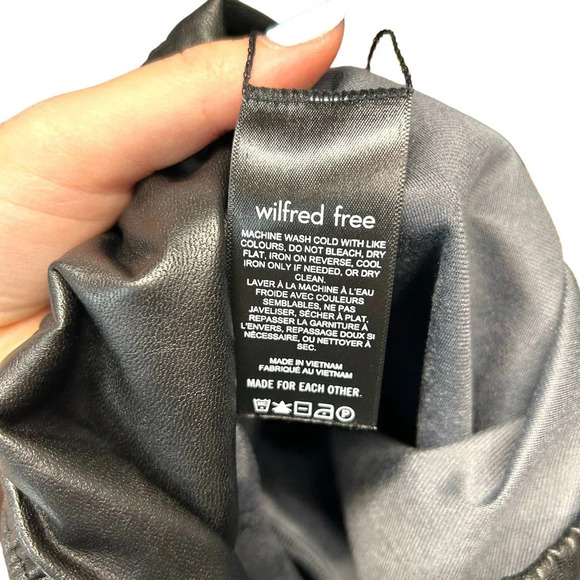 wilfred free
MACHINE WASH COLD WITH LIKE
COLOURS, DO NOT BLEACH, DRY
FLAT, IRON ON REVERSE, COOL
IRON ONLY IF NEEDED, OR DRY
CLEAN.
LAVER À LA MACHINE À L'EAU
FROIDE AVEC COULEURS
SEMBLABLES, NE PAS
JAVELISER, SÉCHER À PLAT,
REPASSER LA GARNITURE À
L'ENVERS, REPASSAGE DOUX SI
NÉCESSAIRE, OU NETTOYER À
SEC.
MADE IN VIETNAM
FABRIQUÉ AU VIETNAM
MADE FOR EACH OTHER.